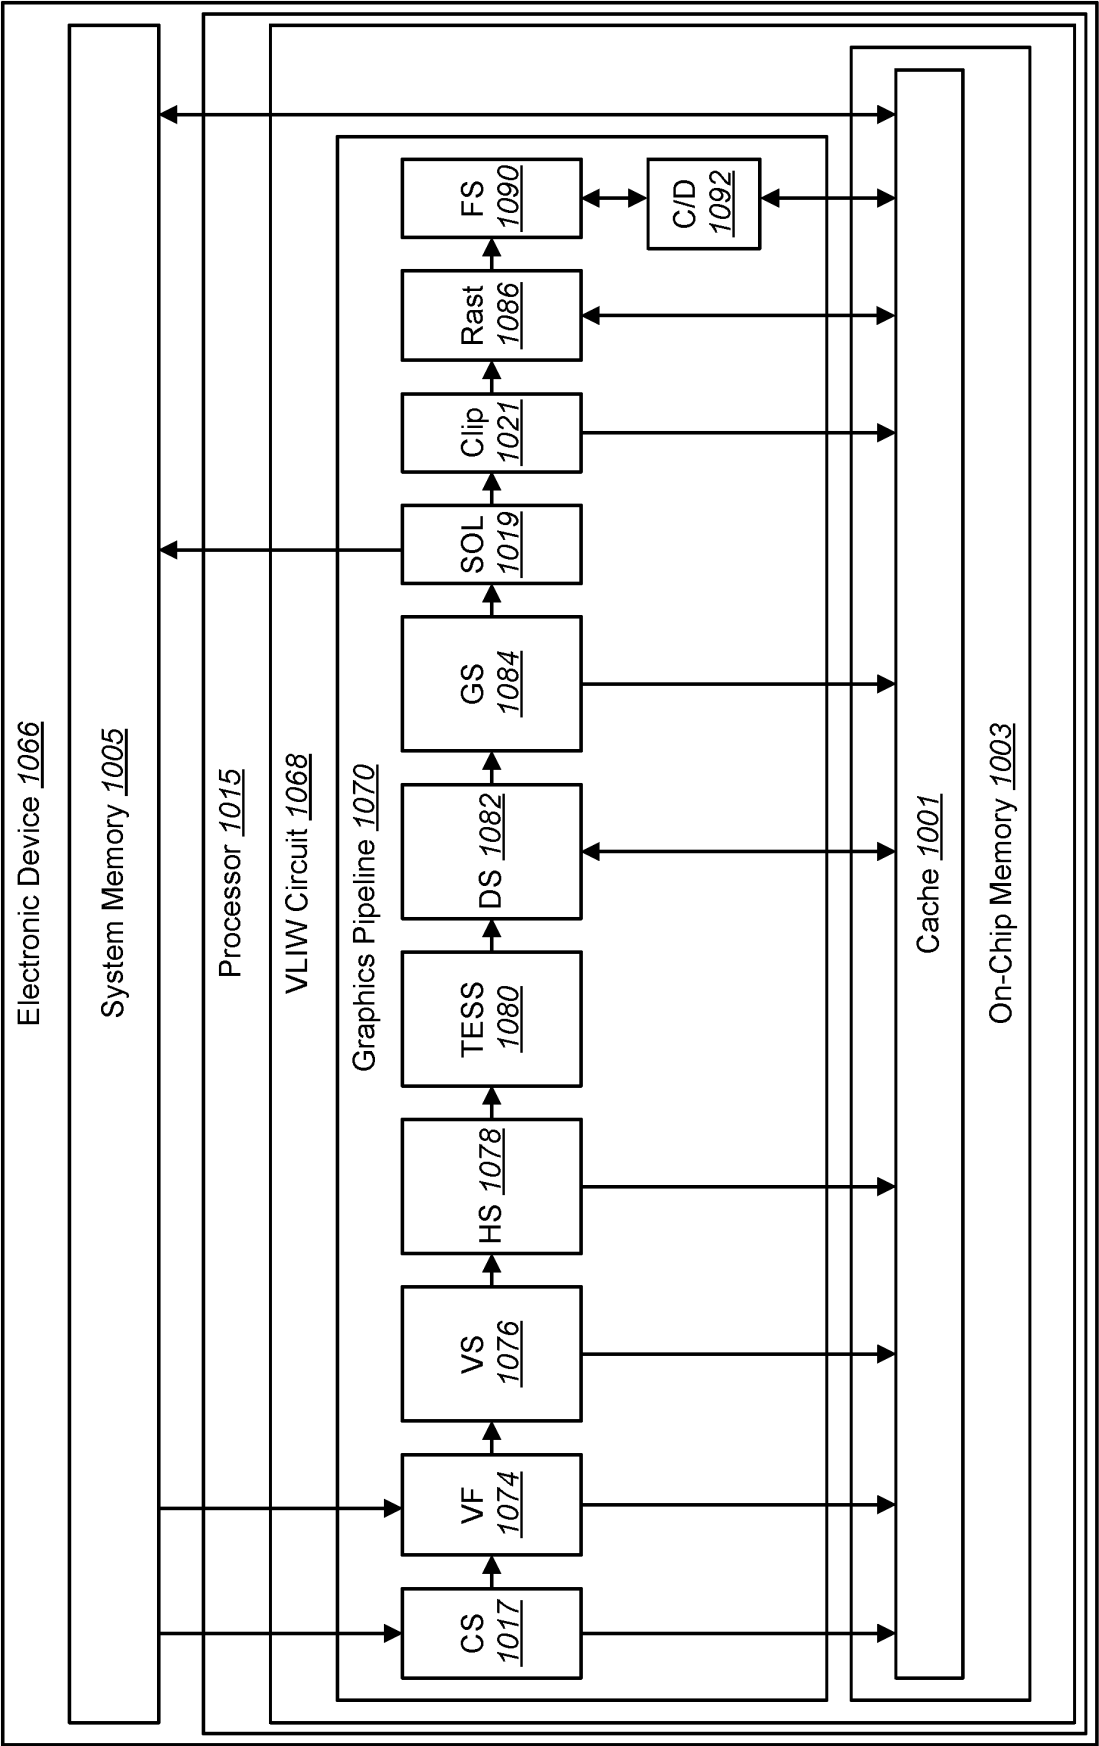 Electronic Device 1066
System Memory 1005
Processor 1015
VLIW Circuit 1068
Graphics Pipeline 1070
CS
1017
VF
1074
VS
1076
HS 1078
TESS
1080
DS 1082
GS
1084
SOL
1019
Clip
1021
Rast
1086
FS
1090
C/D
1092
Cache 1001
On-Chip Memory 1003